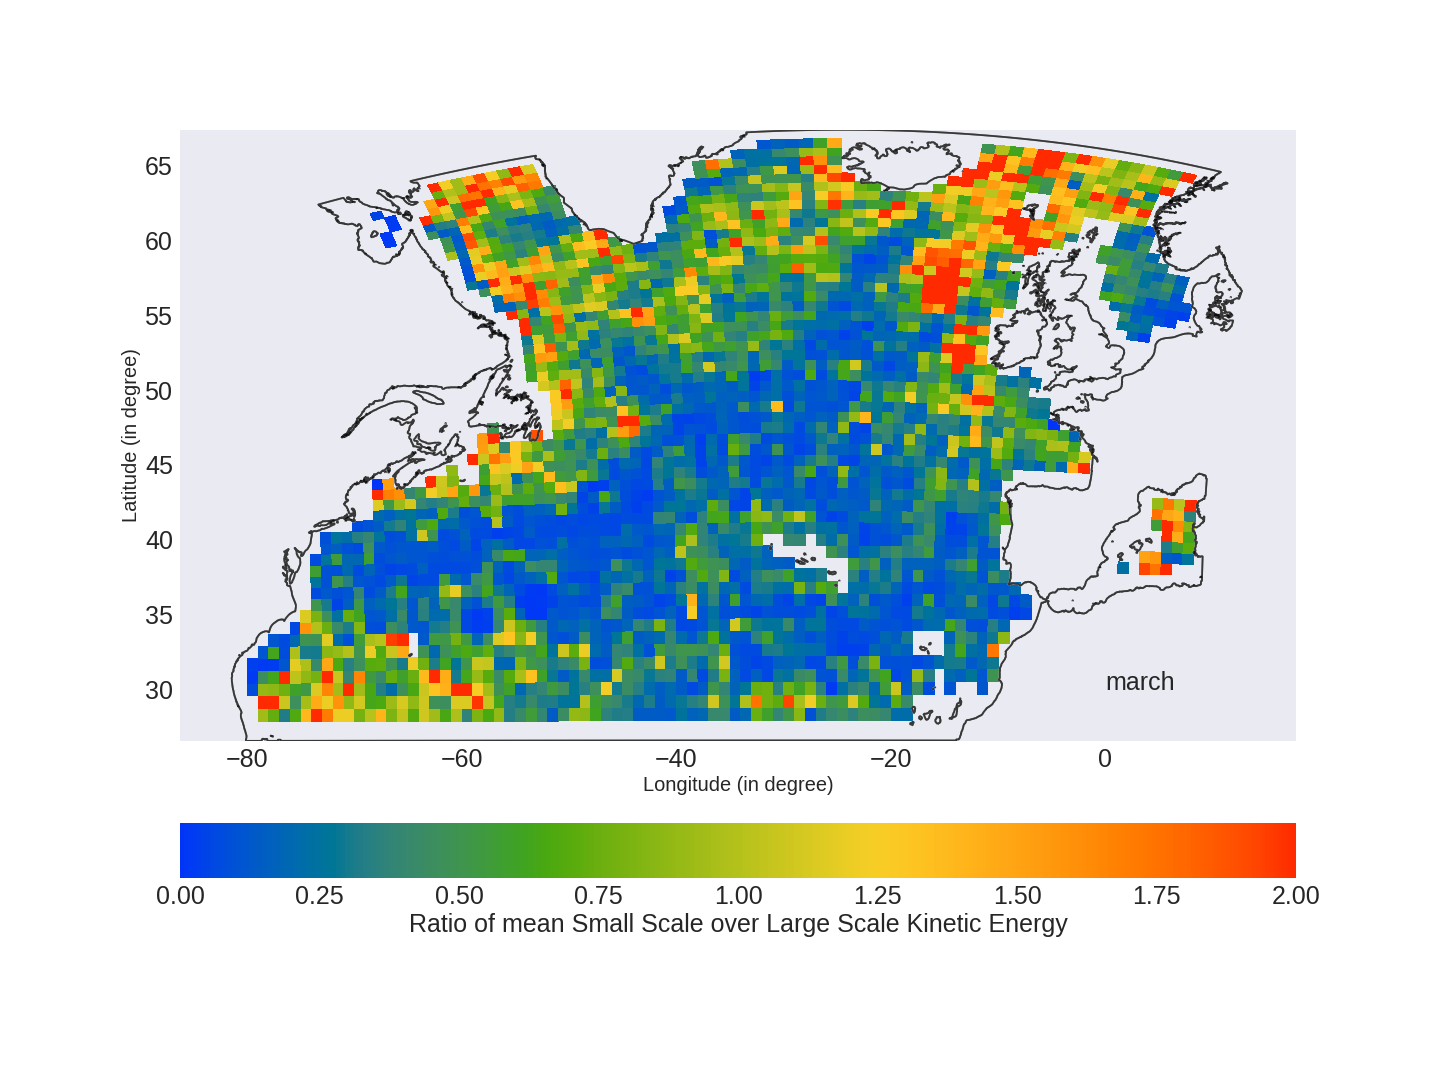 65
60
55
50
45
40
35
30
Latitude (in degree)
march
−80 −60 −40 −20 0
Longitude (in degree)
0.00 0.25 0.50 0.75 1.00 1.25 1.50 1.75 2.00
Ratio of mean Small Scale over Large Scale Kinetic Energy